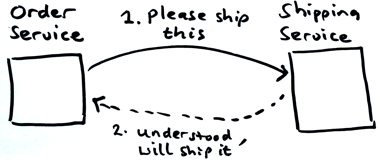 Order
Service
1. Please ship
this
Shipping
Service
2. understood,
will ship it